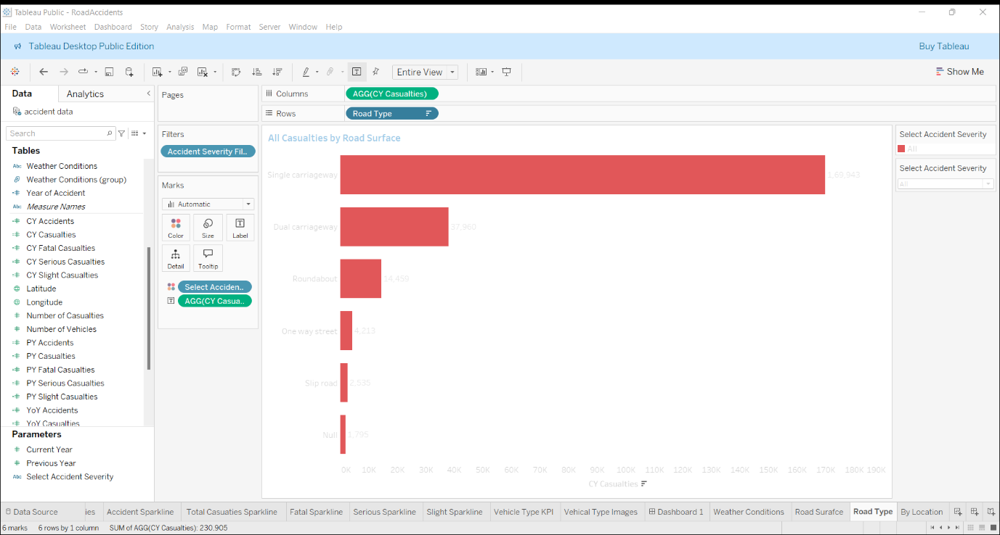 Tableau Public - RoadAccidents
File Data Worksheet Dashboard Story Analysis Map Format Server Window Help
Tableau Desktop Public Edition
Buy Tableau
Entire View
Show Me
Data
Analytics
accident data
Search
Tables
Abc Weather Conditions
Weather Conditions (group)
Year of Accident
Abc Measure Names
CY Accidents
CY Casualties
CY Fatal Casualties
CY Serious Casualties
CY Slight Casualties
Latitude
Longitude
Number of Casualties
Number of Vehicles
PY Accidents
PY Casualties
PY Fatal Casualties
PY Serious Casualties
PY Slight Casualties
YoY Accidents
YoY Casualties
Parameters
Current Year
Previous Year
Abc Select Accident Severity
Pages
Filters
Accident Severity Fil..
Marks
Automatic
Color Size Label
Detail Tooltip
Select Acciden..
AGG(CY Casua..
Columns
AGG(CY Casualties)
Rows
Road Type
All Casualties by Road Surface
Single carriageway 1,69,943
Dual carriageway 37,960
Roundabout 14,459
One way street 4,213
Slip road 2,535
Null 1,795
0K 10K 20K 30K 40K 50K 60K 70K 80K 90K 100K 110K 120K 130K 140K 150K 160K 170K 180K 190K
CY Casualties
Select Accident Severity
All
Select Accident Severity
All
Data Source ies Accident Sparkline Total Casuaties Sparkline Fatal Sparkline Serious Sparkline Slight Sparkline Vehicle Type KPI Vehical Type Images Dashboard 1 Weather Conditions Road Surafce Road Type By Location
6 marks 6 rows by 1 column SUM of AGG(CY Casualties): 230,905